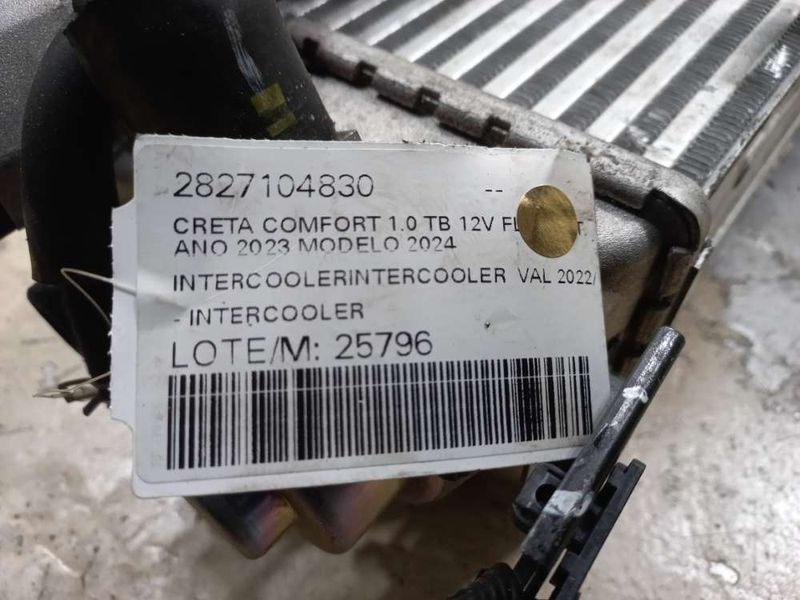 2827104830 --
CRETA COMFORT 1.0 TB 12V
ANO 2023 MODELO 2024
INTERCOOLERINTERCOOLER VAL 2022/
- INTERCOOLER
LOTE/M: 25796